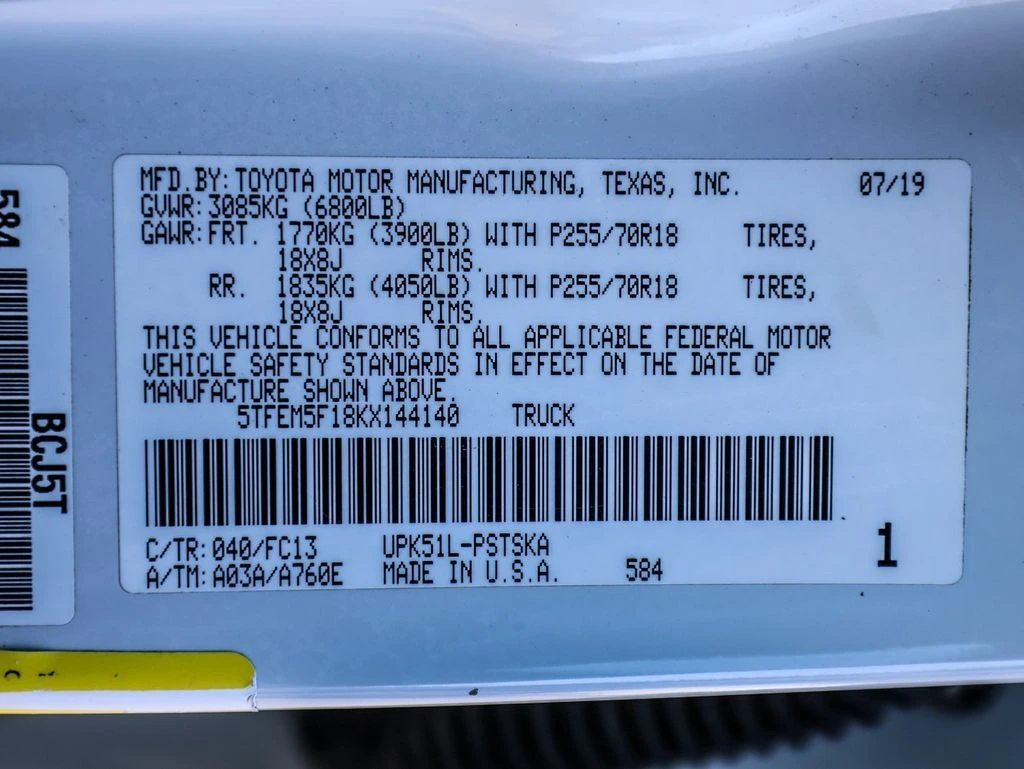 MFD.BY:TOYOTA MOTOR MANUFACTURING, TEXAS, INC. 07/19
GVWR:3085KG (6800LB)
GAWR:FRT. 1770KG (3900LB) WITH P255/70R18 TIRES,
18X8J RIMS.
RR. 1835KG (4050LB) WITH P255/70R18 TIRES,
18X8J RIMS.
THIS VEHICLE CONFORMS TO ALL APPLICABLE FEDERAL MOTOR
VEHICLE SAFETY STANDARDS IN EFFECT ON THE DATE OF
MANUFACTURE SHOWN ABOVE.
5TFEM5F18KX144140 TRUCK
C/TR:040/FC13 UPK51L-PSTSKA
A/TM:A03A/A760E MADE IN U.S.A. 584
1
584
BCJ5T